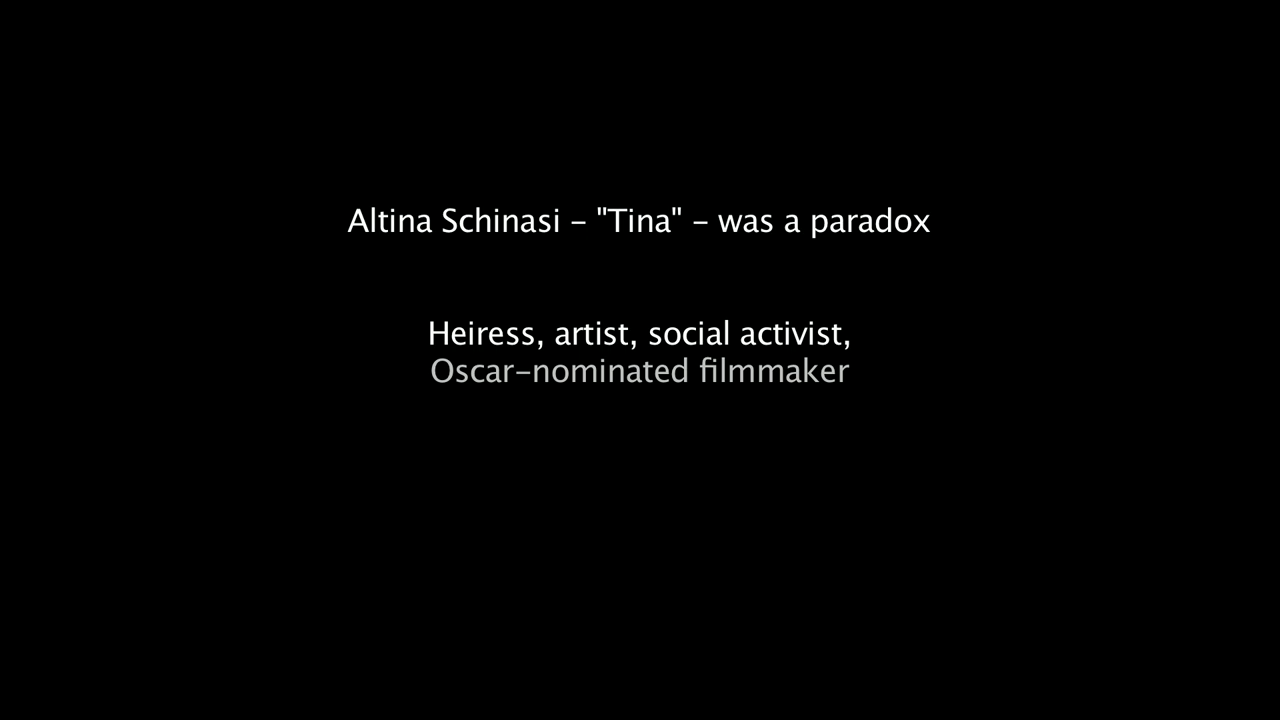 Altina Schinasi – "Tina" – was a paradox
Heiress, artist, social activist,
Oscar–nominated filmmaker